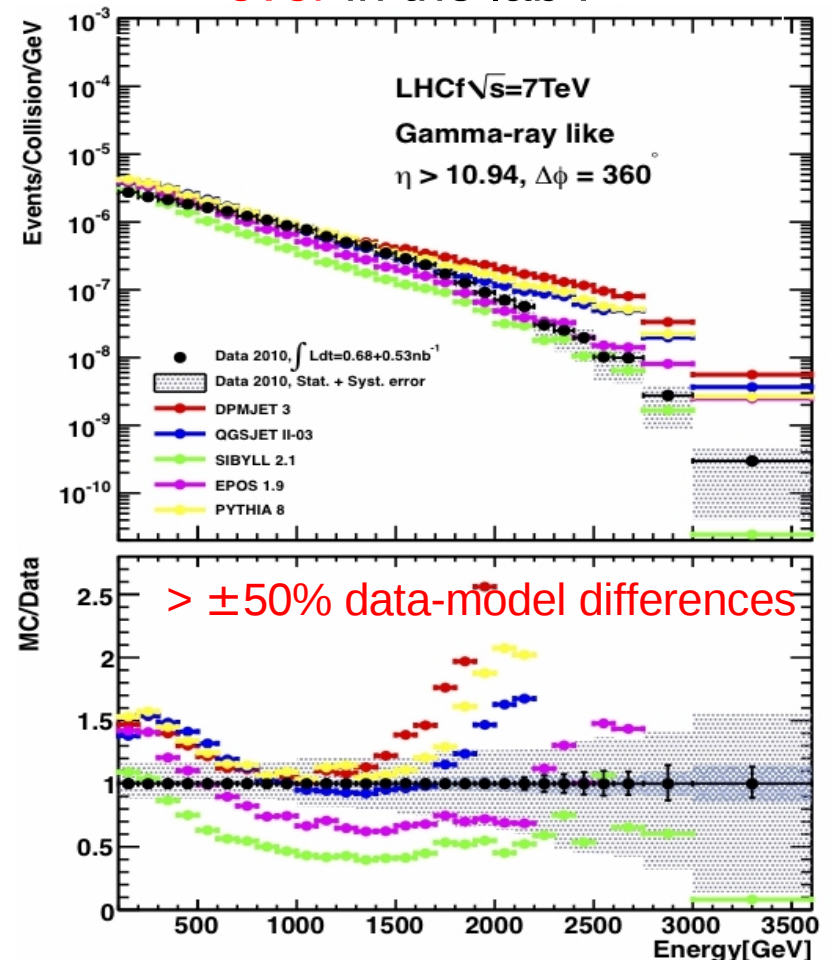 10-3
10-4
10-5
10-6
10-7
10-8
10-9
10-10
Events/Collision/GeV
LHCf√s=7TeV
Gamma-ray like
η > 10.94, Δϕ = 360°
Data 2010, ∫ Ldt=0.68+0.53nb-1
Data 2010, Stat. + Syst. error
DPMJET 3
QGSJET II-03
SIBYLL 2.1
EPOS 1.9
PYTHIA 8
MC/Data
> ±50% data-model differences
2.5
2
1.5
1
0.5
0
500 1000 1500 2000 2500 3000 3500
Energy[GeV]